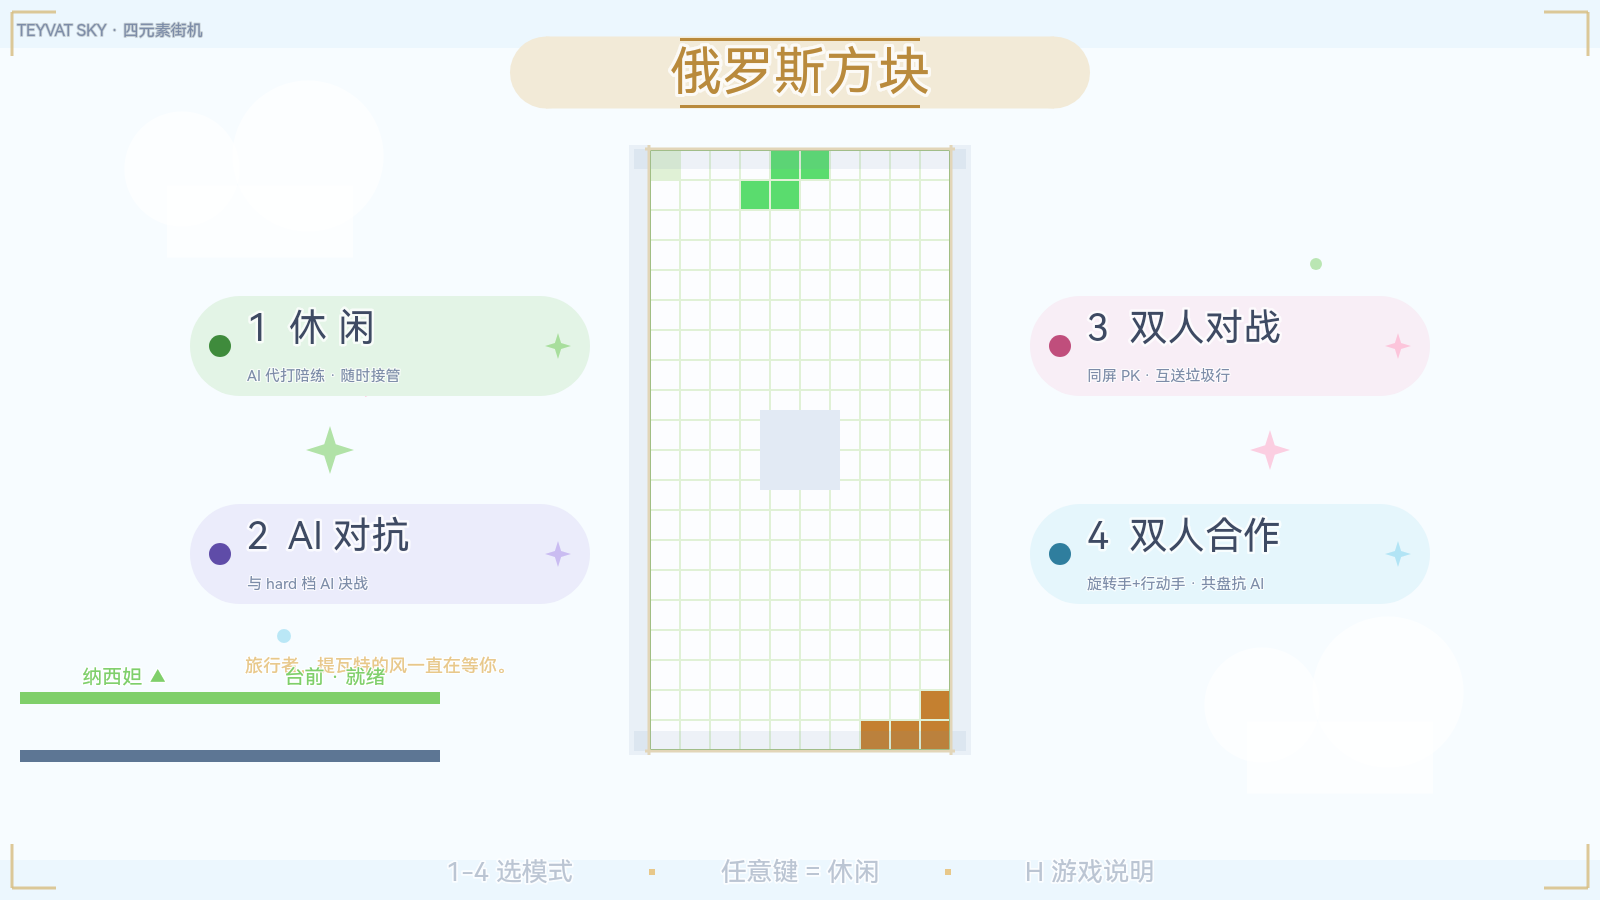 TEYVAT SKY · 四元素街机
俄罗斯方块
1 休 闲
AI 代打陪练 · 随时接管
2 AI 对抗
与 hard 档 AI 决战
3 双人对战
同屏 PK · 互送垃圾行
4 双人合作
旋转手+行动手 · 共盘抗 AI
旅行者、提瓦特的风一直在等你。
纳西妲 ▲ 台前 · 就绪
1-4 选模式 任意键 = 休闲 H 游戏说明